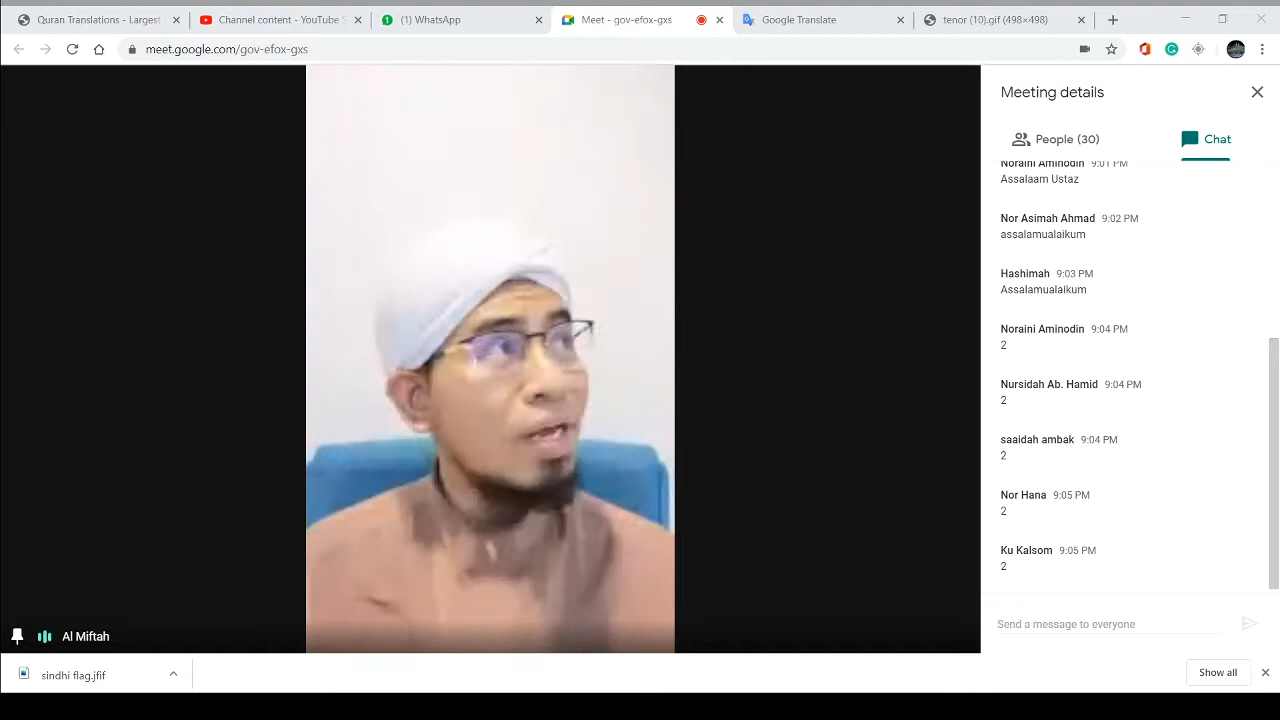 Quran Translations - Largest
Channel content - YouTube S
(1) WhatsApp
Meet - gov-efox-gxs
Google Translate
tenor (10).gif (498×498)
meet.google.com/gov-efox-gxs
Meeting details
People (30)
Chat
Noraini Aminodin 9:01 PM
Assalaam Ustaz
Nor Asimah Ahmad 9:02 PM
assalamualaikum
Hashimah 9:03 PM
Assalamualaikum
Noraini Aminodin 9:04 PM
2
Nursidah Ab. Hamid 9:04 PM
2
saaidah ambak 9:04 PM
2
Nor Hana 9:05 PM
2
Ku Kalsom 9:05 PM
2
Send a message to everyone
Al Miftah
sindhi flag.jfif
Show all